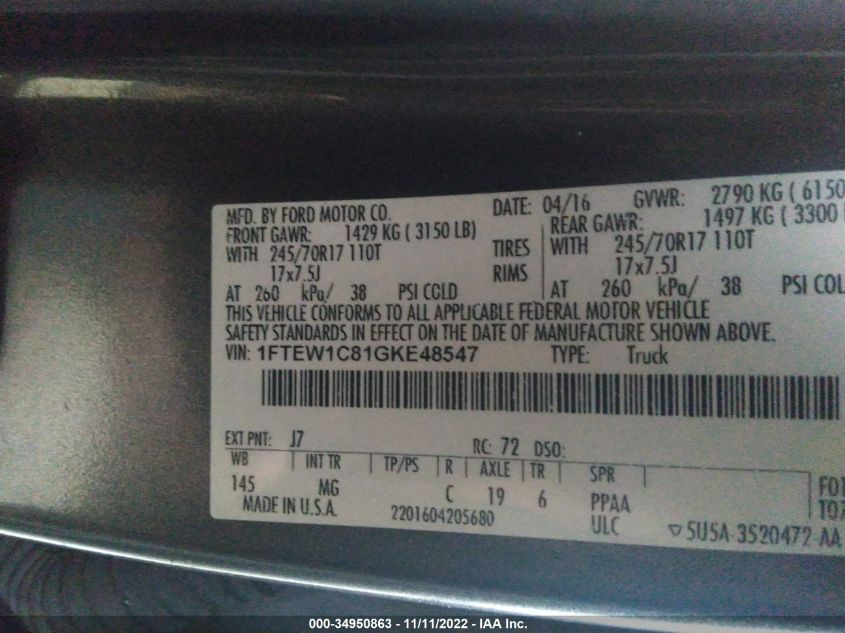 MFD. BY FORD MOTOR CO. DATE: 04/16 GVWR: 2790 KG ( 6150
FRONT GAWR: 1429 KG ( 3150 LB) REAR GAWR: 1497 KG ( 3300
WITH 245/70R17 110T TIRES WITH 245/70R17 110T
17x7.5J RIMS 17x7.5J
AT 260 kPa/ 38 PSI COLD AT 260 kPa/ 38 PSI COL
THIS VEHICLE CONFORMS TO ALL APPLICABLE FEDERAL MOTOR VEHICLE
SAFETY STANDARDS IN EFFECT ON THE DATE OF MANUFACTURE SHOWN ABOVE.
VIN: 1FTEW1C81GKE48547 TYPE: Truck
EXT PNT: J7 RC: 72 DSO:
WB INT TR TP/PS R AXLE TR SPR
145 MG C 19 6 PPAA
MADE IN U.S.A. 2201604205680 ULC
5U5A-3520472-AA
000-34950863 - 11/11/2022 - IAA Inc.